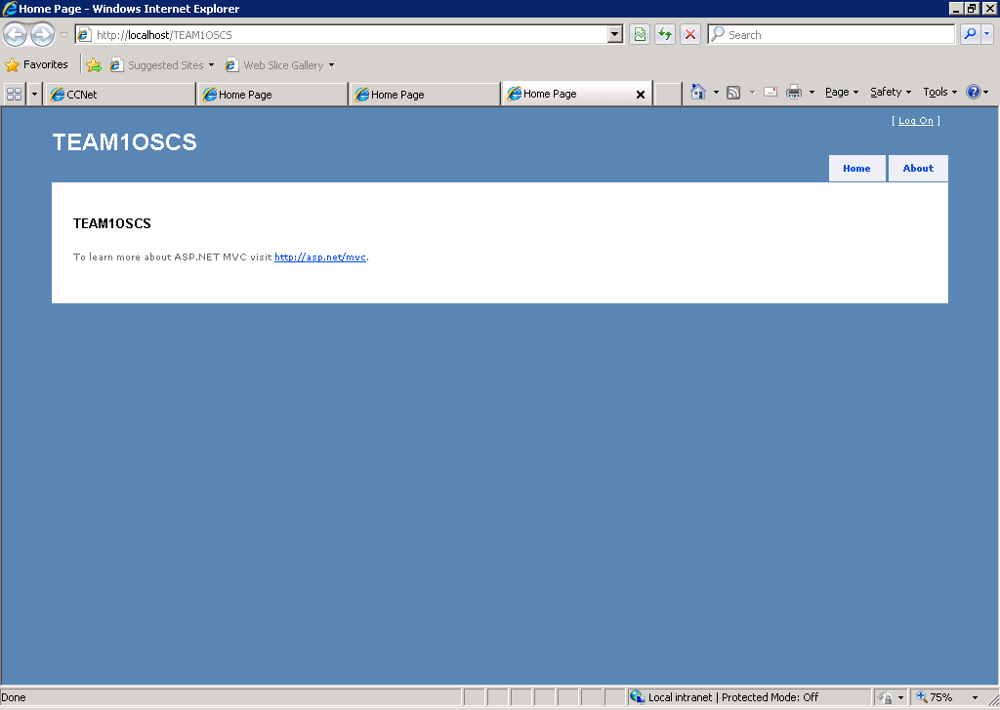 Home Page - Windows Internet Explorer
http://localhost/TEAM1OSCS
Search
Favorites
Suggested Sites
Web Slice Gallery
CCNet
Home Page
Home Page
Home Page
Page
Safety
Tools
[ Log On ]
TEAM1OSCS
Home
About
TEAM1OSCS
To learn more about ASP.NET MVC visit http://asp.net/mvc.
Done
Local intranet | Protected Mode: Off
75%